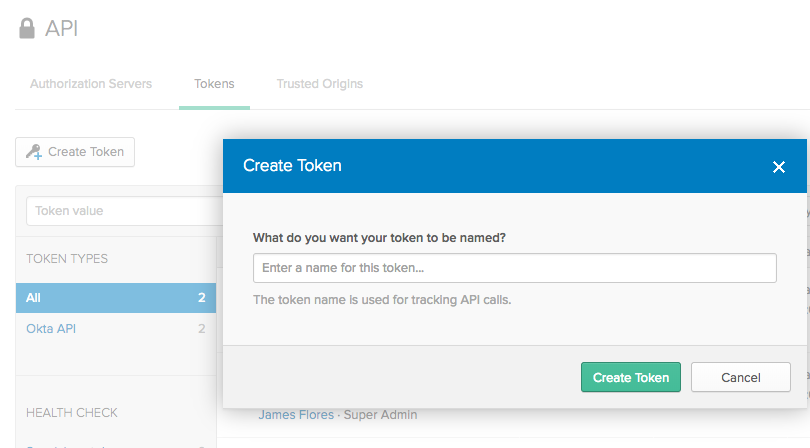 API
Authorization Servers
Tokens
Trusted Origins
Create Token
Token value
TOKEN TYPES
All 2
Okta API 2
HEALTH CHECK
Create Token
What do you want your token to be named?
Enter a name for this token...
The token name is used for tracking API calls.
Create Token
Cancel
James Flores · Super Admin